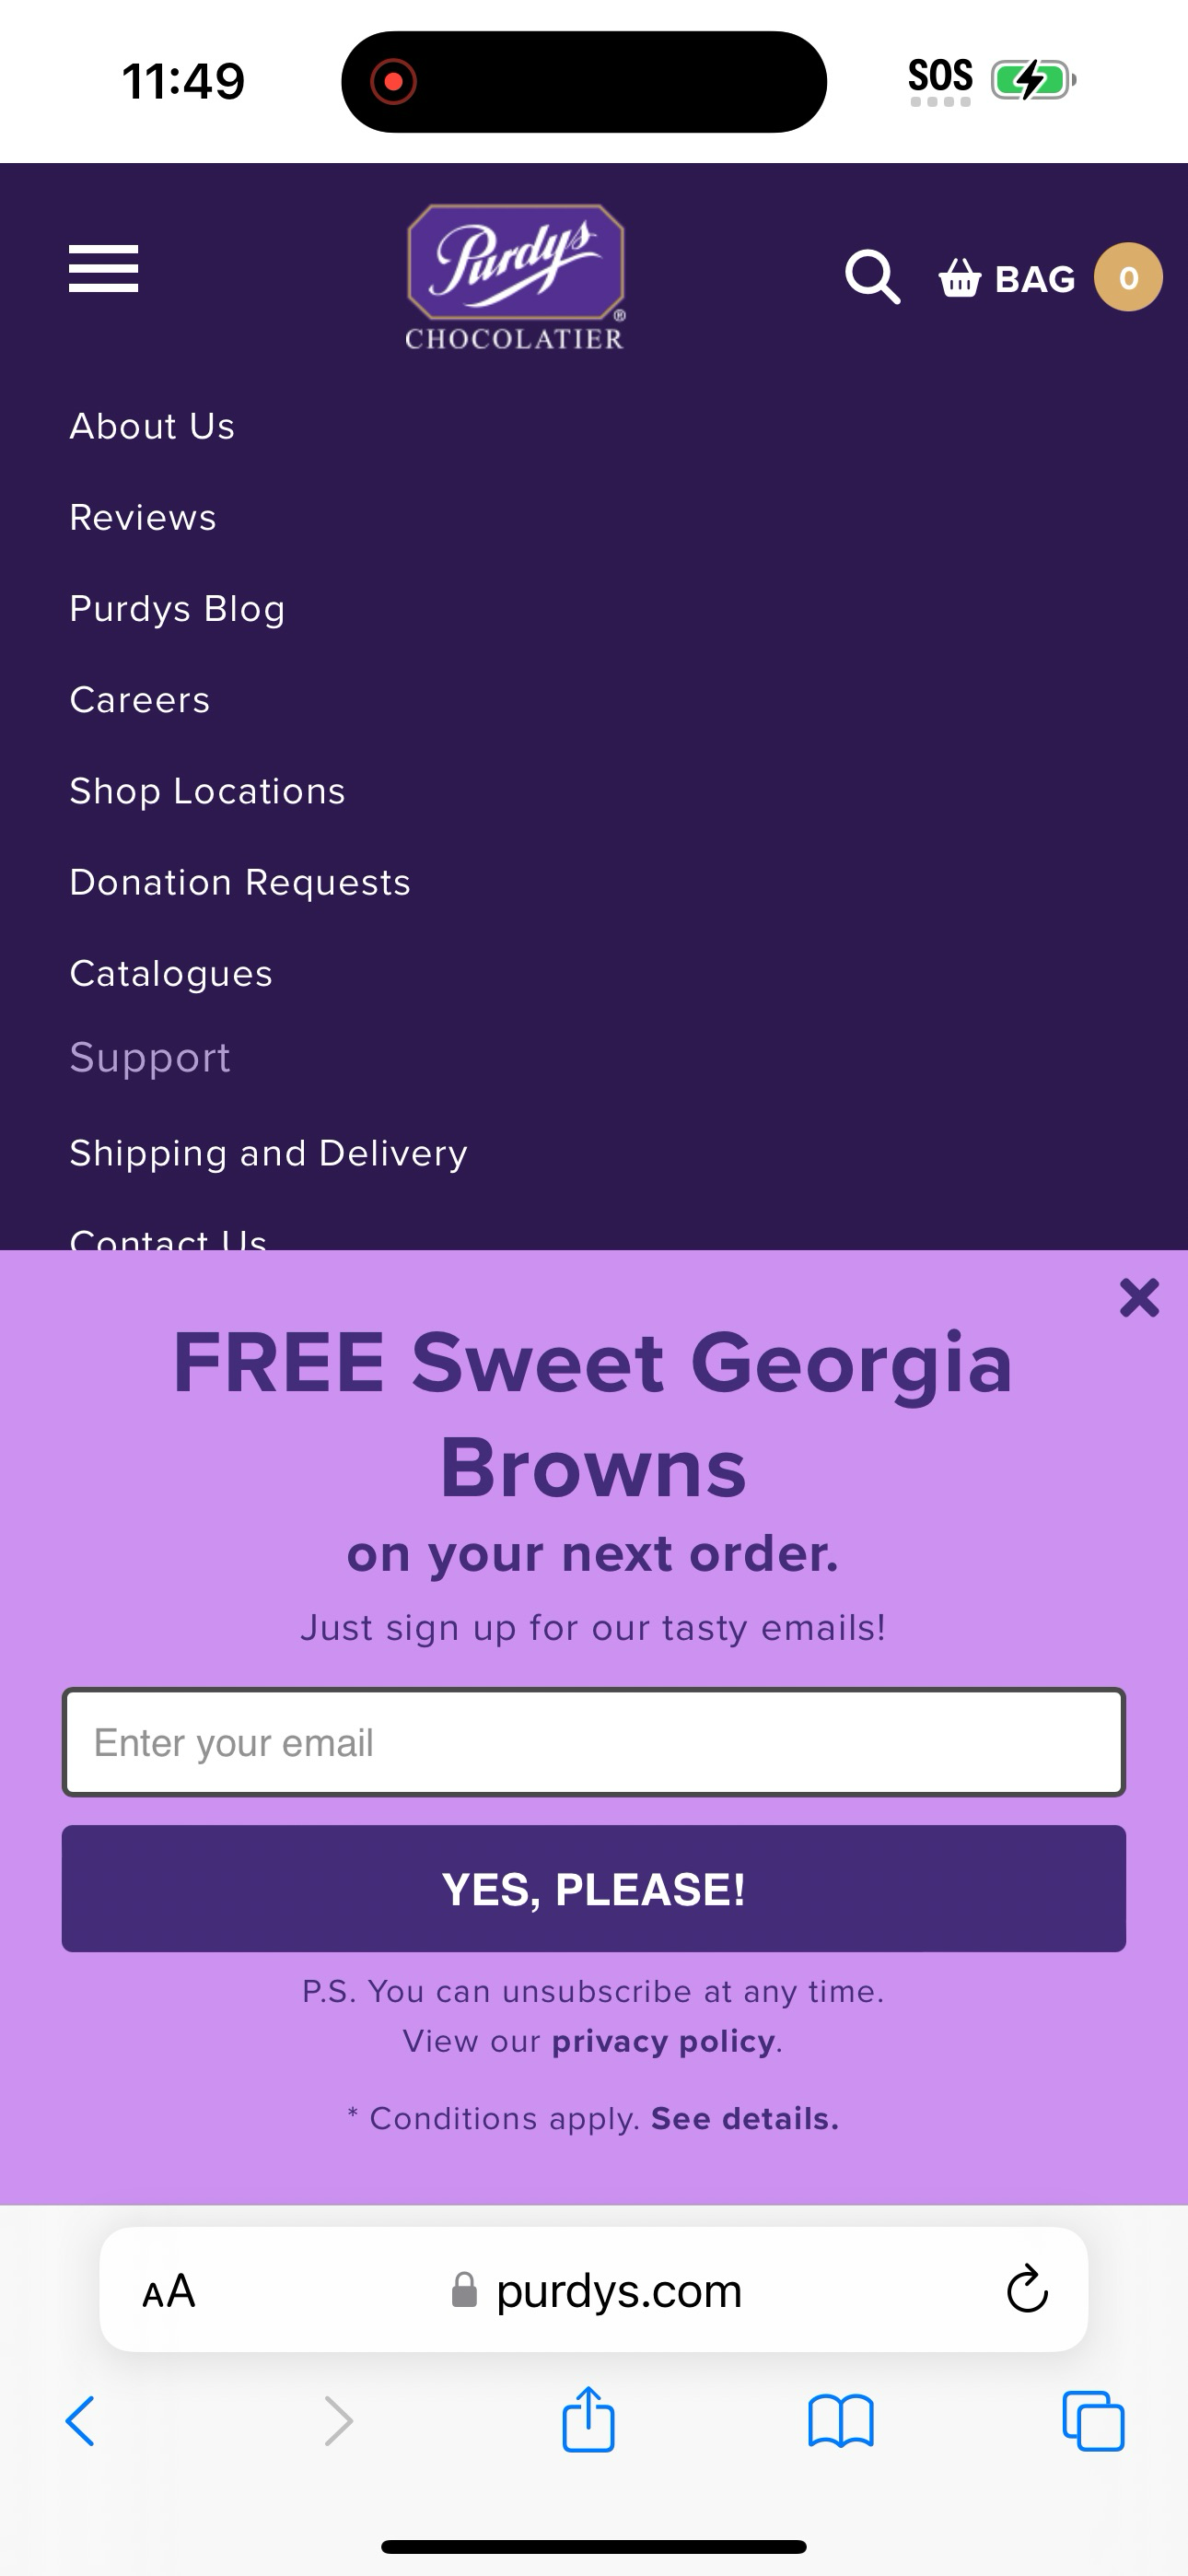 11:49
SOS
Purdys
®
CHOCOLATIER
BAG
0
About Us
Reviews
Purdys Blog
Careers
Shop Locations
Donation Requests
Catalogues
Support
Shipping and Delivery
Contact Us
FREE Sweet Georgia
Browns
on your next order.
Just sign up for our tasty emails!
Enter your email
YES, PLEASE!
P.S. You can unsubscribe at any time.
View our privacy policy.
* Conditions apply. See details.
AA
purdys.com